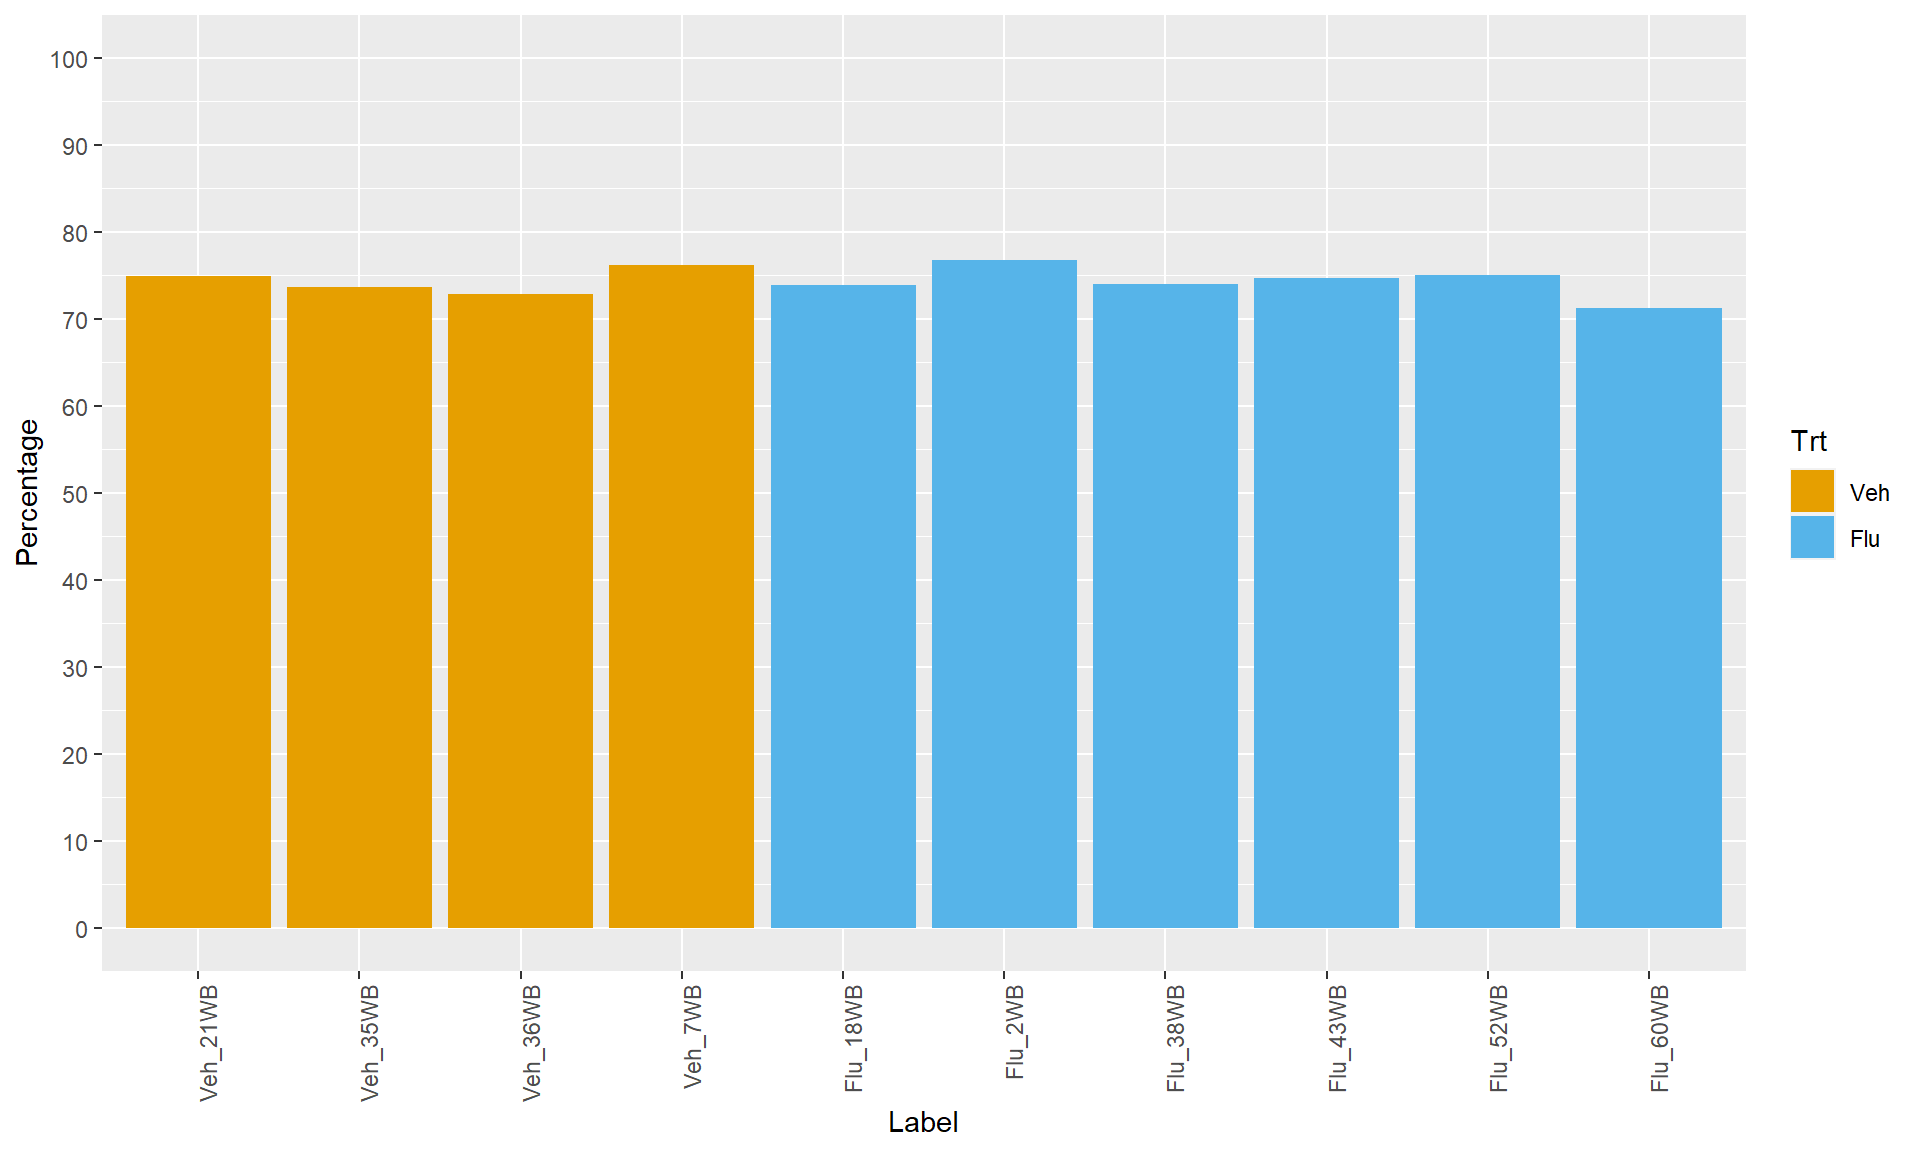 100
90
80
70
60
50
40
30
20
10
0
Percentage
Veh_21WB
Veh_35WB
Veh_36WB
Veh_7WB
Flu_18WB
Flu_2WB
Flu_38WB
Flu_43WB
Flu_52WB
Flu_60WB
Label
Trt
Veh
Flu